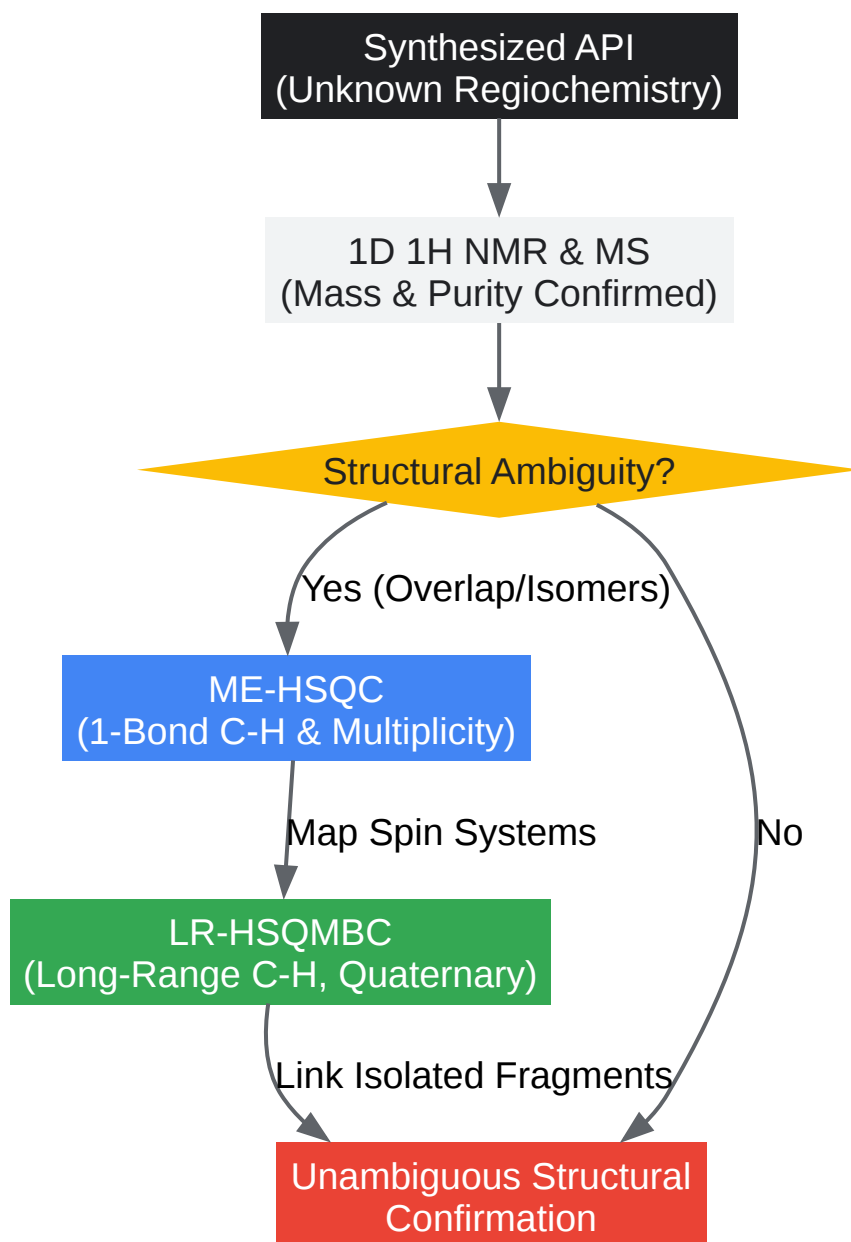 Synthesized API
(Unknown Regiochemistry)
1D 1H NMR & MS
(Mass & Purity Confirmed)
Structural Ambiguity?
Yes (Overlap/Isomers)
ME-HSQC
(1-Bond C-H & Multiplicity)
Map Spin Systems
No
LR-HSQMBC
(Long-Range C-H, Quaternary)
Link Isolated Fragments
Unambiguous Structural
Confirmation